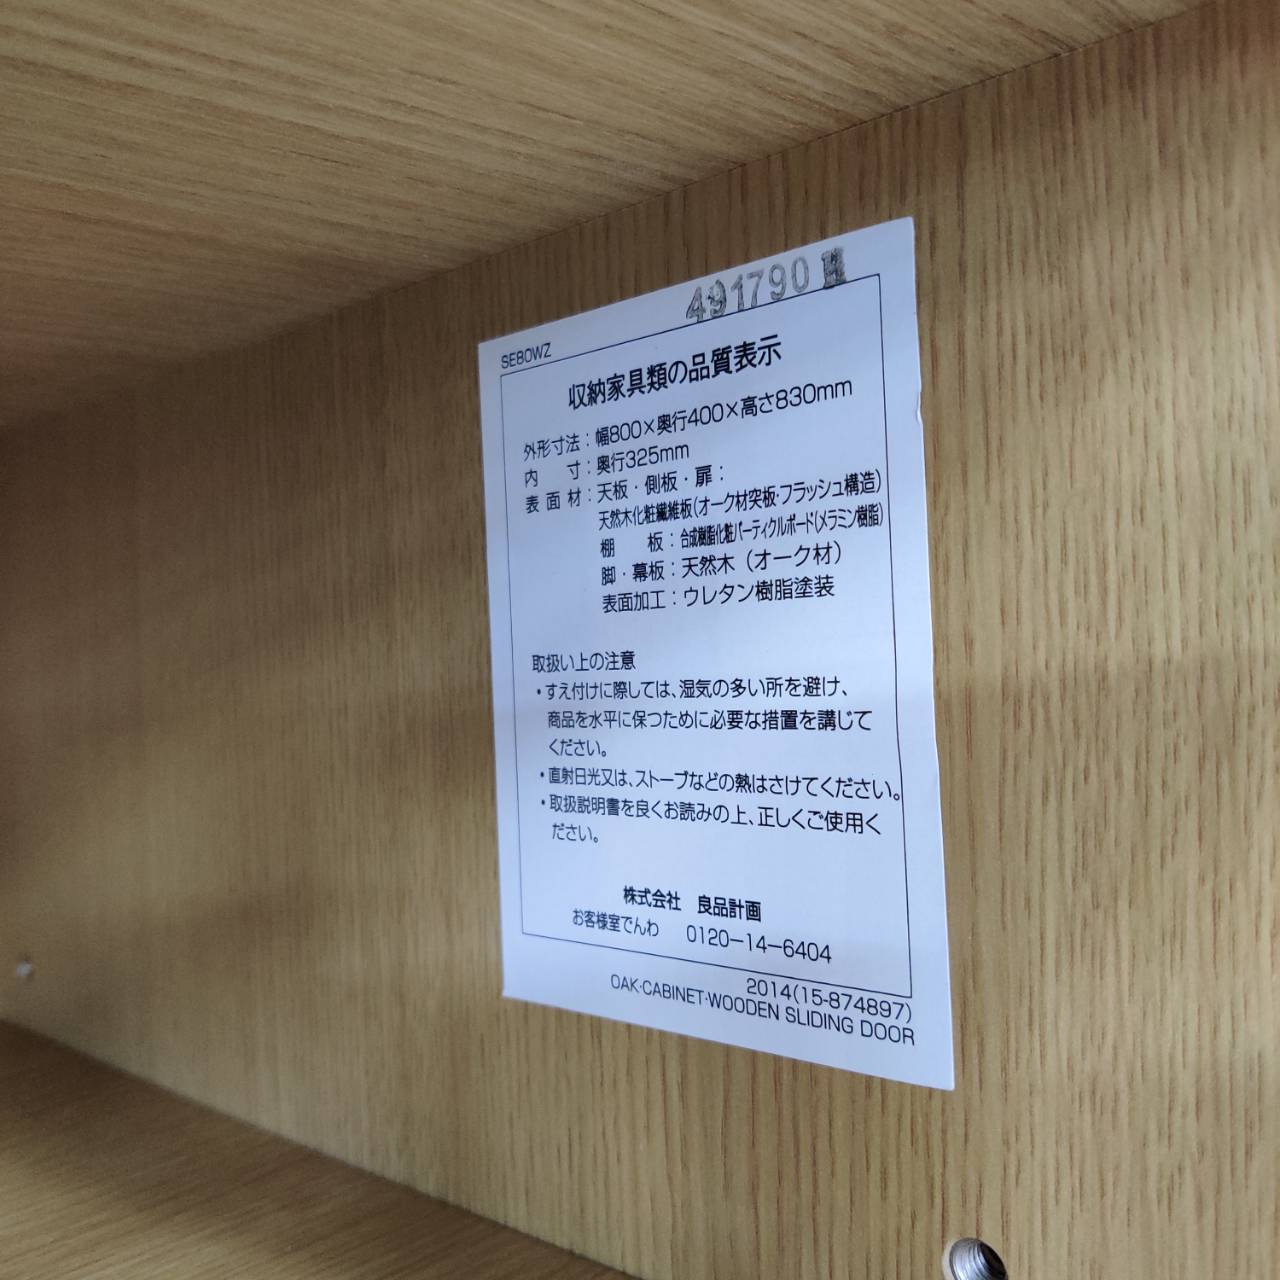 491790
SEBOWZ
収納家具類の品質表示
外形寸法：幅800×奥行400×高さ830mm
内　　寸：奥行325mm
表 面 材：天板・側板・扉：
天然木化粧繊維板（オーク材突板・フラッシュ構造）
棚　　板：合成樹脂化粧パーティクルボード（メラミン樹脂）
脚・幕板：天然木（オーク材）
表面加工：ウレタン樹脂塗装
取扱い上の注意
・すえ付けに際しては、湿気の多い所を避け、
商品を水平に保つために必要な措置を講じて
ください。
・直射日光又は、ストーブなどの熱はさけてください。
・取扱説明書を良くお読みの上、正しくご使用く
ださい。
株式会社　良品計画
お客様室でんわ　0120−14−6404
2014(15-874897)
OAK·CABINET·WOODEN SLIDING DOOR